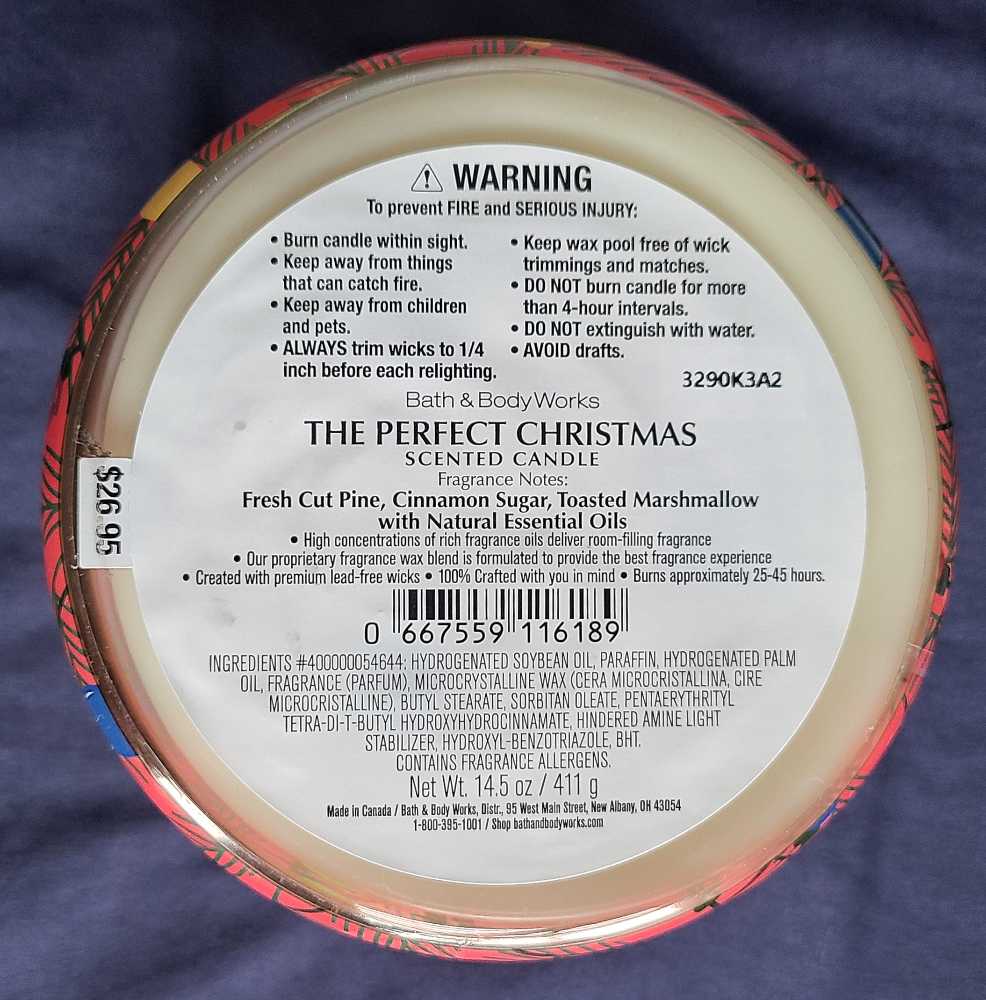 WARNING
To prevent FIRE and SERIOUS INJURY:
• Burn candle within sight.
• Keep away from things
that can catch fire.
• Keep away from children
and pets.
• ALWAYS trim wicks to 1/4
inch before each relighting.
• Keep wax pool free of wick
trimmings and matches.
• DO NOT burn candle for more
than 4-hour intervals.
• DO NOT extinguish with water.
• AVOID drafts.
3290K3A2
Bath & Body Works
THE PERFECT CHRISTMAS
SCENTED CANDLE
Fragrance Notes:
Fresh Cut Pine, Cinnamon Sugar, Toasted Marshmallow
with Natural Essential Oils
• High concentrations of rich fragrance oils deliver room-filling fragrance
• Our proprietary fragrance wax blend is formulated to provide the best fragrance experience
• Created with premium lead-free wicks • 100% Crafted with you in mind • Burns approximately 25-45 hours.
$26.95
0 667559 116189
INGREDIENTS #400000054644: HYDROGENATED SOYBEAN OIL, PARAFFIN, HYDROGENATED PALM
OIL, FRAGRANCE (PARFUM), MICROCRYSTALLINE WAX (CERA MICROCRISTALLINA, CIRE
MICROCRISTALLINE), BUTYL STEARATE, SORBITAN OLEATE, PENTAERYTHRITYL
TETRA-DI-T-BUTYL HYDROXYHYDROCINNAMATE, HINDERED AMINE LIGHT
STABILIZER, HYDROXYL-BENZOTRIAZOLE, BHT.
CONTAINS FRAGRANCE ALLERGENS.
Net Wt. 14.5 oz / 411 g
Made in Canada / Bath & Body Works, Distr., 95 West Main Street, New Albany, OH 43054
1-800-395-1001 / Shop bathandbodyworks.com